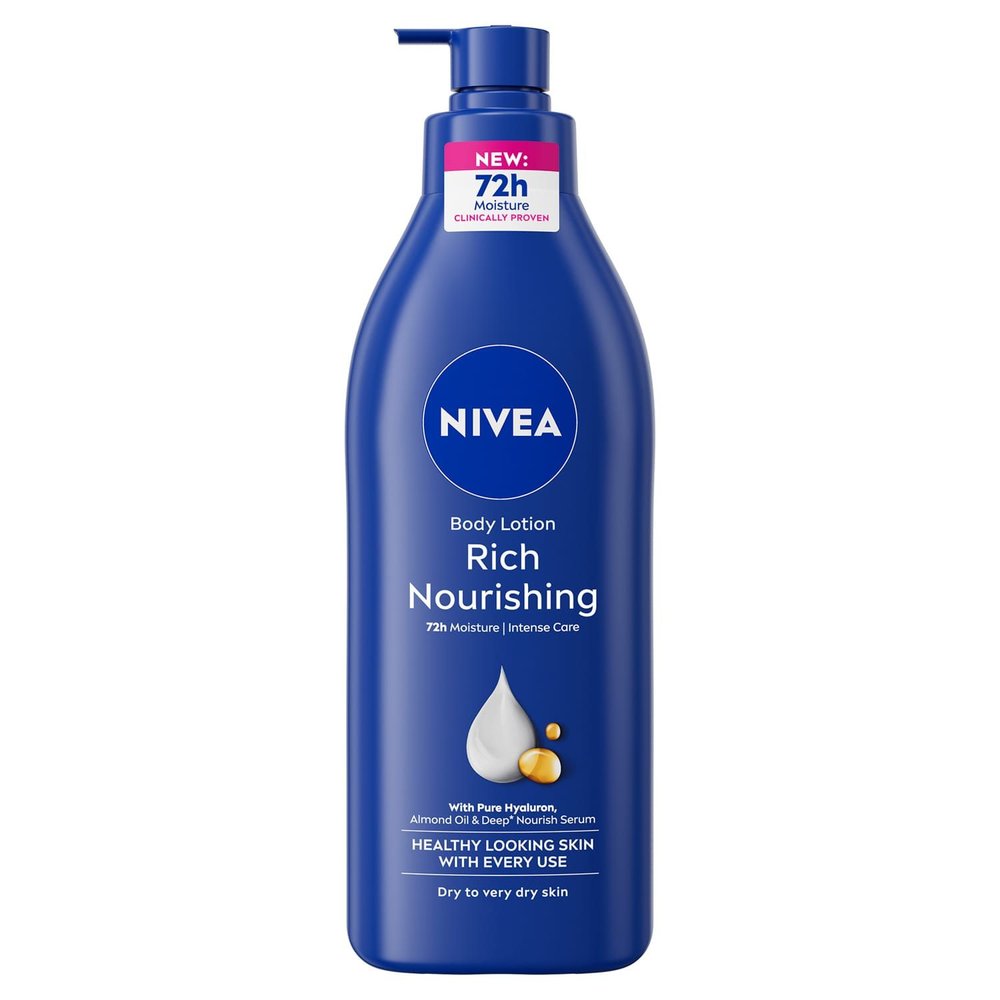 NEW:
72h
Moisture
CLINICALLY PROVEN
NIVEA
Body Lotion
Rich
Nourishing
72h Moisture | Intense Care
With Pure Hyaluron,
Almond Oil & Deep* Nourish Serum
HEALTHY LOOKING SKIN
WITH EVERY USE
Dry to very dry skin